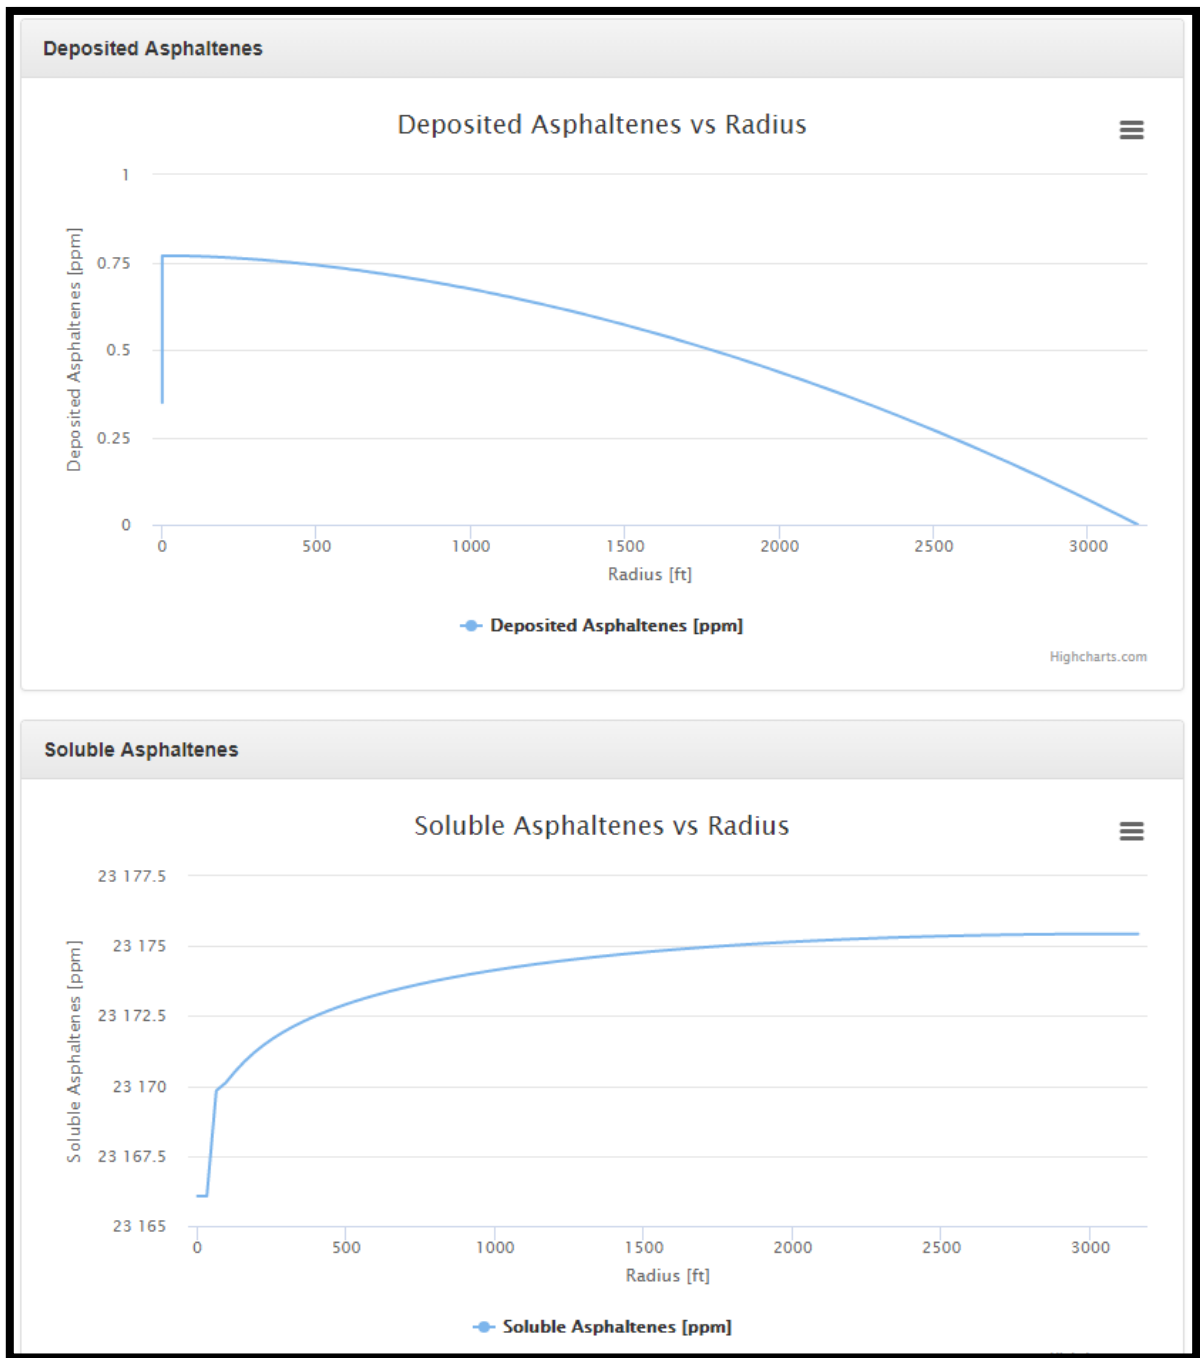 Deposited Asphaltenes
Deposited Asphaltenes vs Radius
Deposited Asphaltenes [ppm]
1
0.75
0.5
0.25
0
0 500 1000 1500 2000 2500 3000
Radius [ft]
Deposited Asphaltenes [ppm]
Highcharts.com
Soluble Asphaltenes
Soluble Asphaltenes vs Radius
Soluble Asphaltenes [ppm]
23 177.5
23 175
23 172.5
23 170
23 167.5
23 165
0 500 1000 1500 2000 2500 3000
Radius [ft]
Soluble Asphaltenes [ppm]